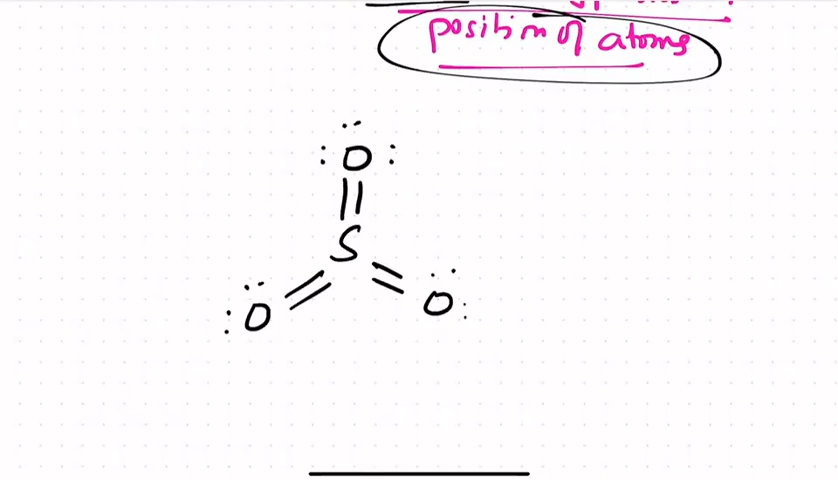 position of atoms
:Ö:
||
S
:Ö = = Ö: